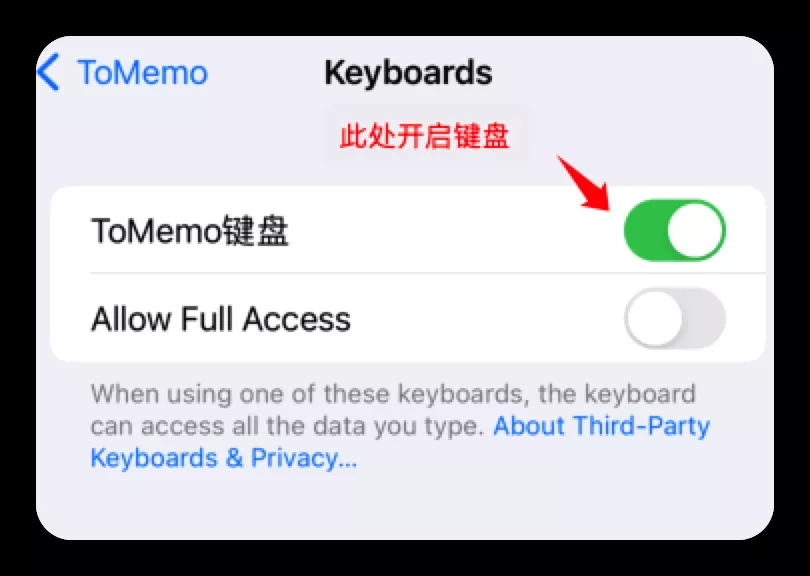 ToMemo
Keyboards
此处开启键盘
ToMemo键盘
Allow Full Access
When using one of these keyboards, the keyboard
can access all the data you type. About Third-Party
Keyboards & Privacy...